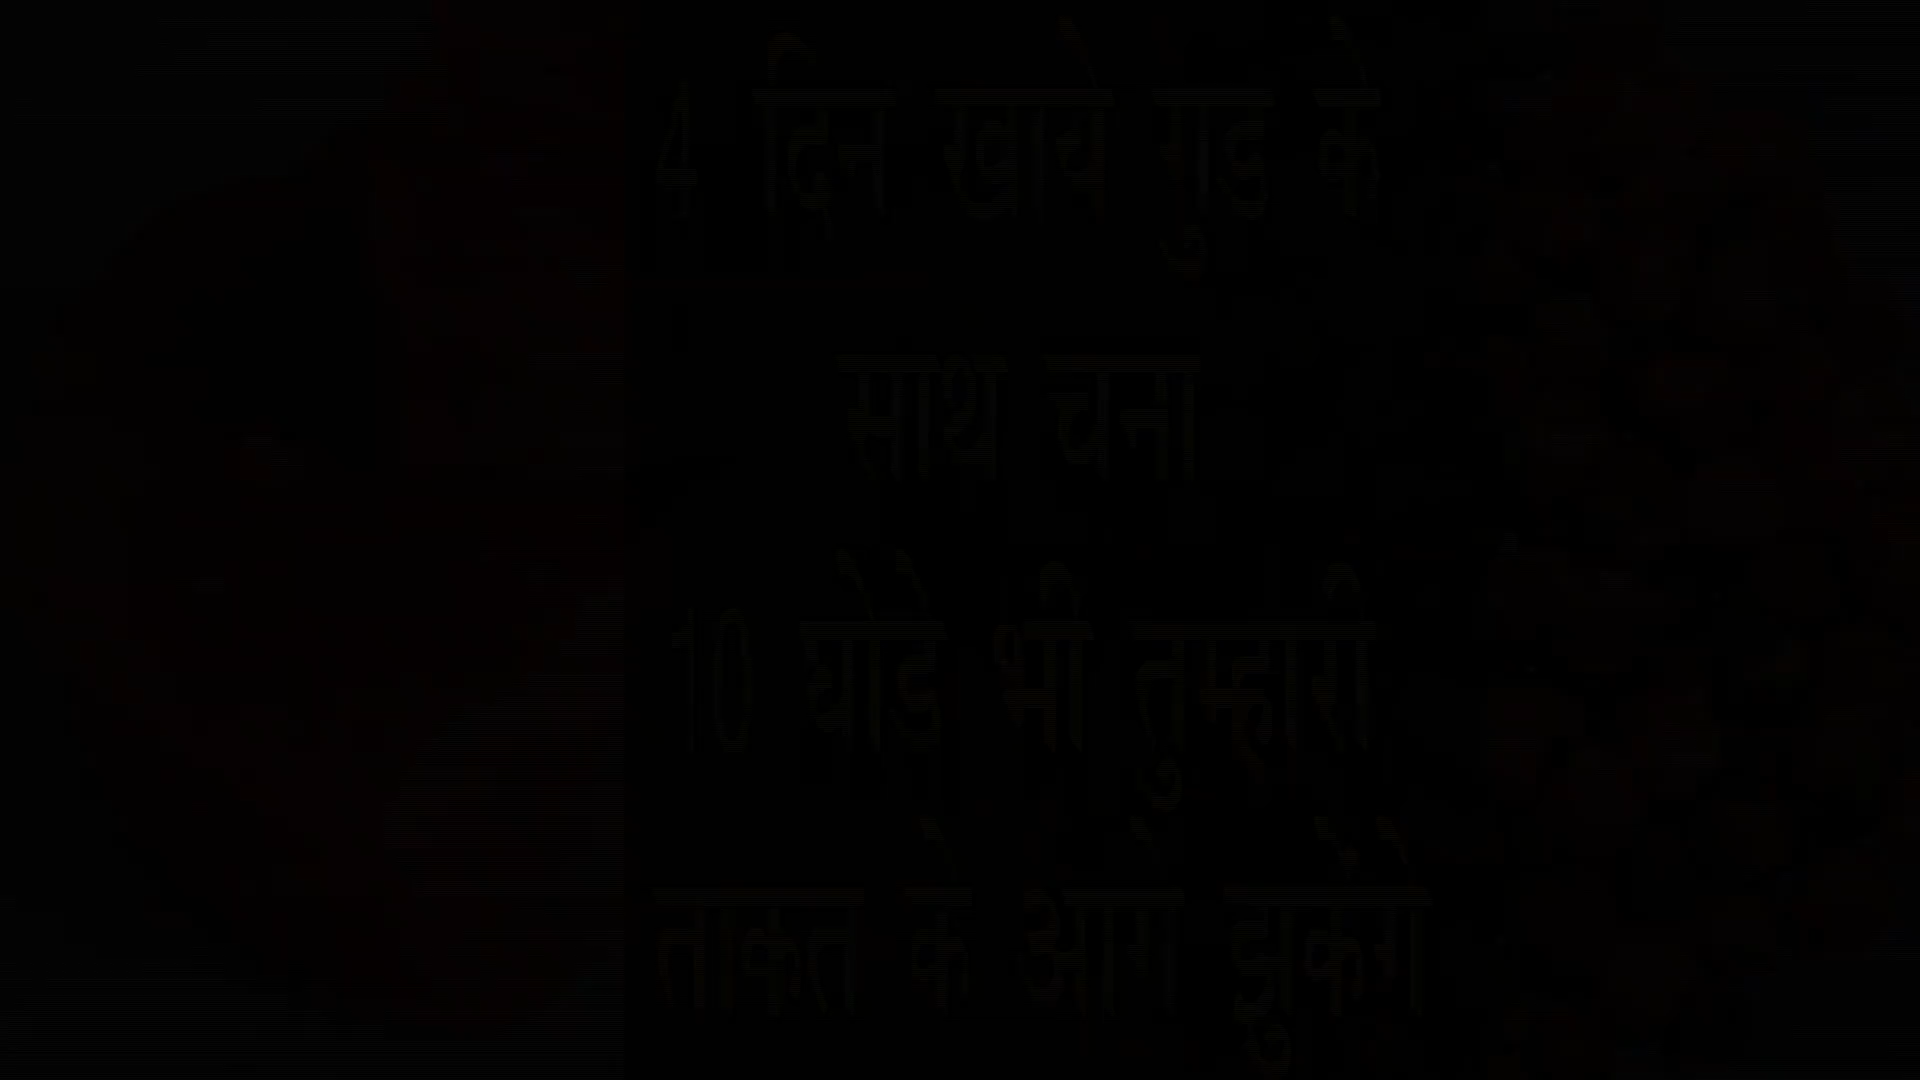 4 दिन खाये गुड के
साथ चना
10 घोडे भी तुम्हारी
ताकत के आगे झुकेंगे